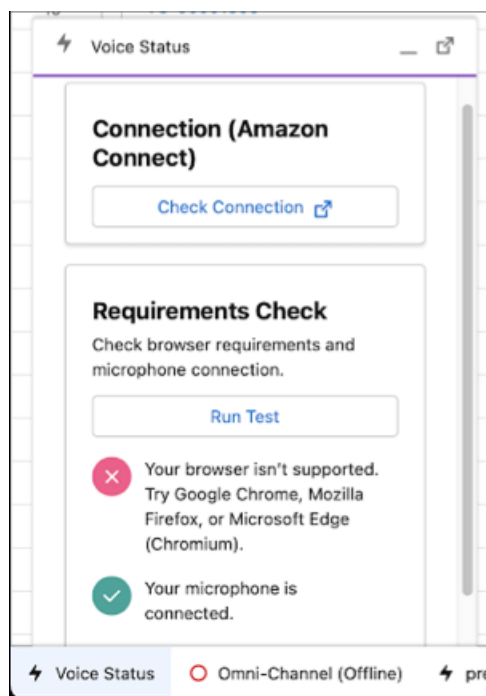 Voice Status
Connection (Amazon
Connect)
Check Connection
Requirements Check
Check browser requirements and
microphone connection.
Run Test
Your browser isn't supported.
Try Google Chrome, Mozilla
Firefox, or Microsoft Edge
(Chromium).
Your microphone is
connected.
Voice Status Omni-Channel (Offline) pre